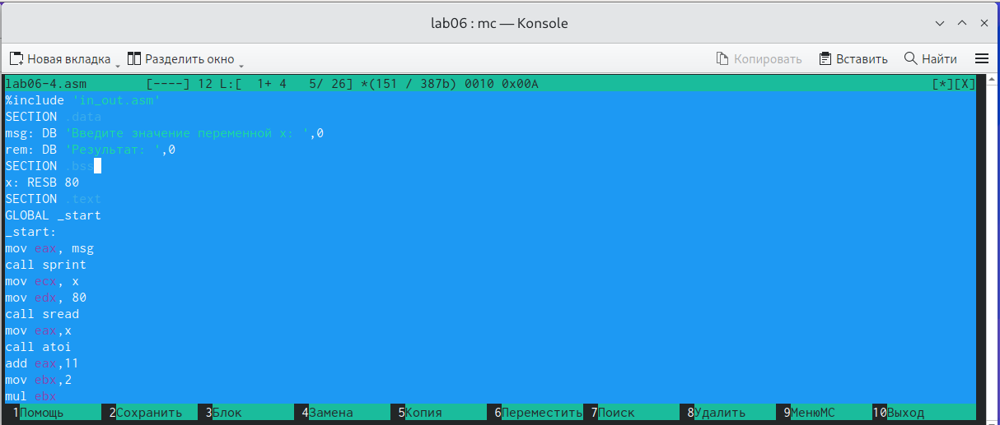 lab06 : mc — Konsole
Новая вкладка Разделить окно Копировать Вставить Найти
lab06-4.asm [----] 12 L:[ 1+ 4 5/ 26] *(151 / 387b) 0010 0x00A [*][X]
%include 'in_out.asm'
SECTION .data
msg: DB 'Введите значение переменной x: ',0
rem: DB 'Результат: ',0
SECTION .bss
x: RESB 80
SECTION .text
GLOBAL _start
_start:
mov eax, msg
call sprint
mov ecx, x
mov edx, 80
call sread
mov eax,x
call atoi
add eax,11
mov ebx,2
mul ebx
1Помощь 2Сохранить 3Блок 4Замена 5Копия 6Переместить 7Поиск 8Удалить 9МенюМС 10Выход